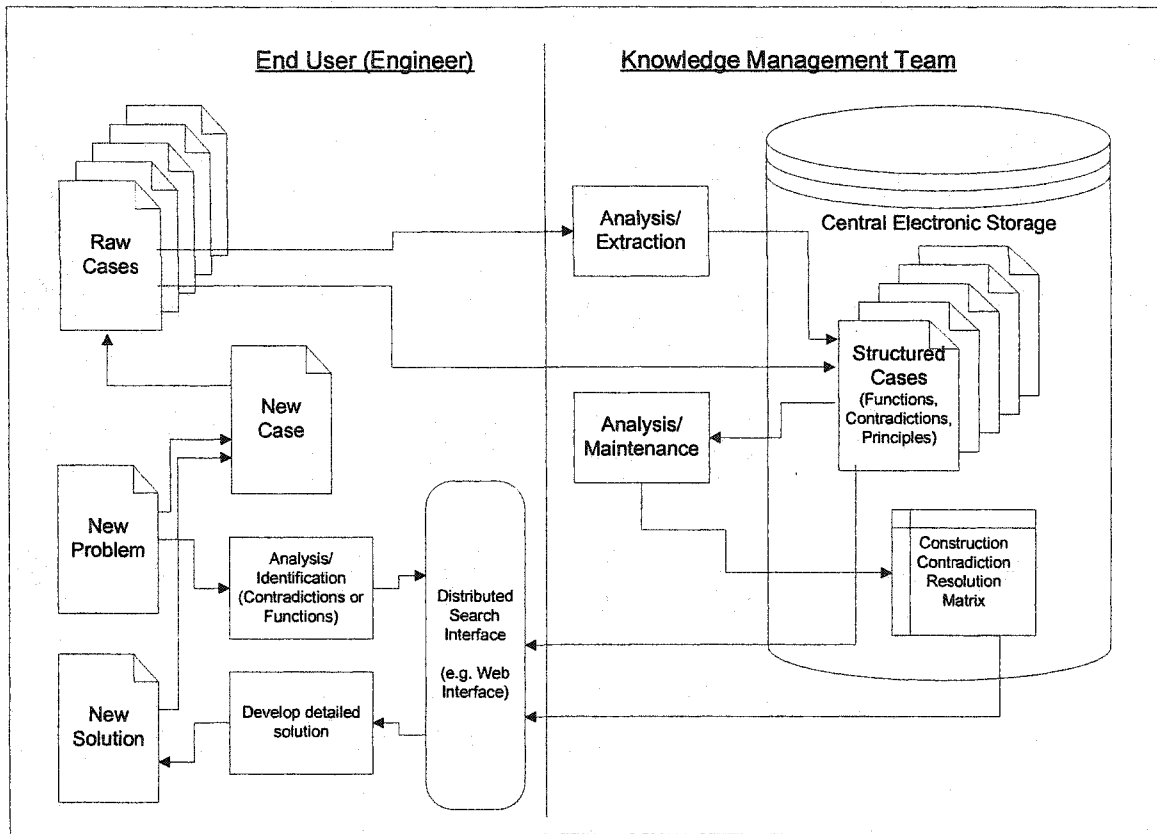 End User (Engineer)
Knowledge Management Team
Raw
Cases
Analysis/
Extraction
Central Electronic Storage
Structured
Cases
(Functions,
Contradictions,
Principles)
New
Case
Analysis/
Maintenance
New
Problem
Analysis/
Identification
(Contradictions or
Functions)
Distributed
Search
Interface
(e.g. Web
Interface)
Construction
Contradiction
Resolution
Matrix
New
Solution
Develop detailed
solution